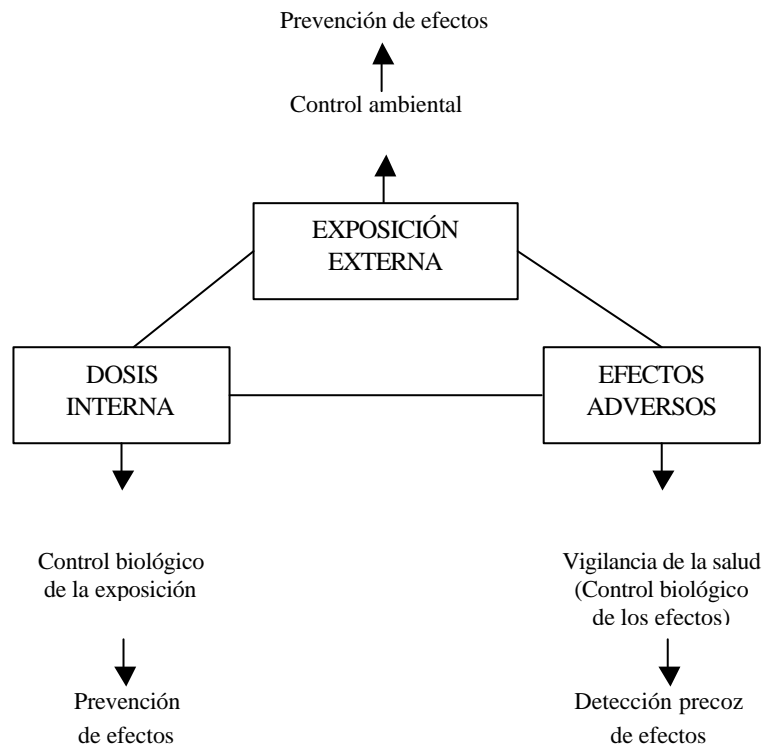 Prevención de efectos
Control ambiental
EXPOSICIÓN
EXTERNA
DOSIS
INTERNA
EFECTOS
ADVERSOS
Control biológico
de la exposición
Vigilancia de la salud
(Control biológico
de los efectos)
Prevención
de efectos
Detección precoz
de efectos